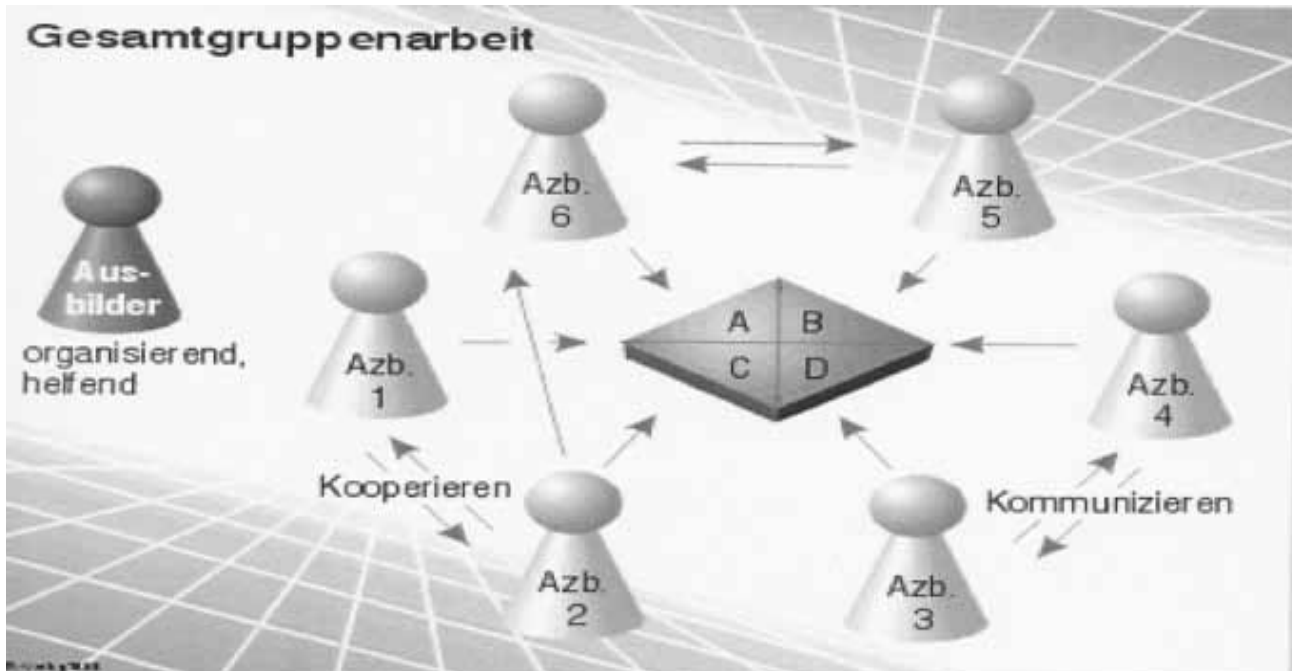 Gesamtgruppenarbeit
Azb.
6
Azb.
5
Aus-
bilder
organisierend,
helfend
Azb.
1
A B
C D
Azb.
4
Kooperieren
Kommunizieren
Azb.
2
Azb.
3